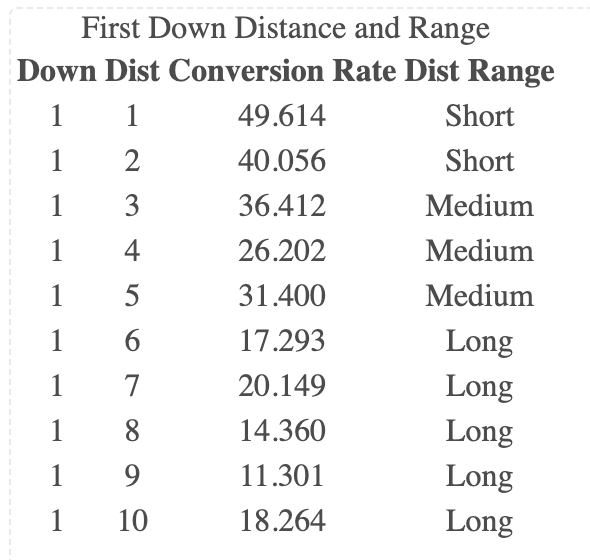 First Down Distance and Range
Down Dist Conversion Rate Dist Range
1 1 49.614 Short
1 2 40.056 Short
1 3 36.412 Medium
1 4 26.202 Medium
1 5 31.400 Medium
1 6 17.293 Long
1 7 20.149 Long
1 8 14.360 Long
1 9 11.301 Long
1 10 18.264 Long